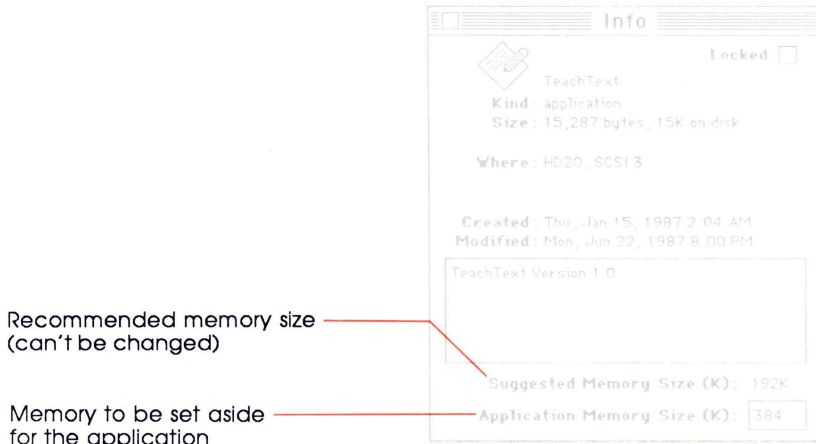 Info
Locked
TeachText
Kind: application
Size: 15,287 bytes, 15K on disk
Where: HD20, SCSI 3
Created: Thu, Jan 15, 1987 2:04 AM
Modified: Mon, Jun 22, 1987 8:00 PM
TeachText Version 1.0
Recommended memory size
(can't be changed)
Suggested Memory Size (K): 192K
Memory to be set aside
for the application
Application Memory Size (K): 384